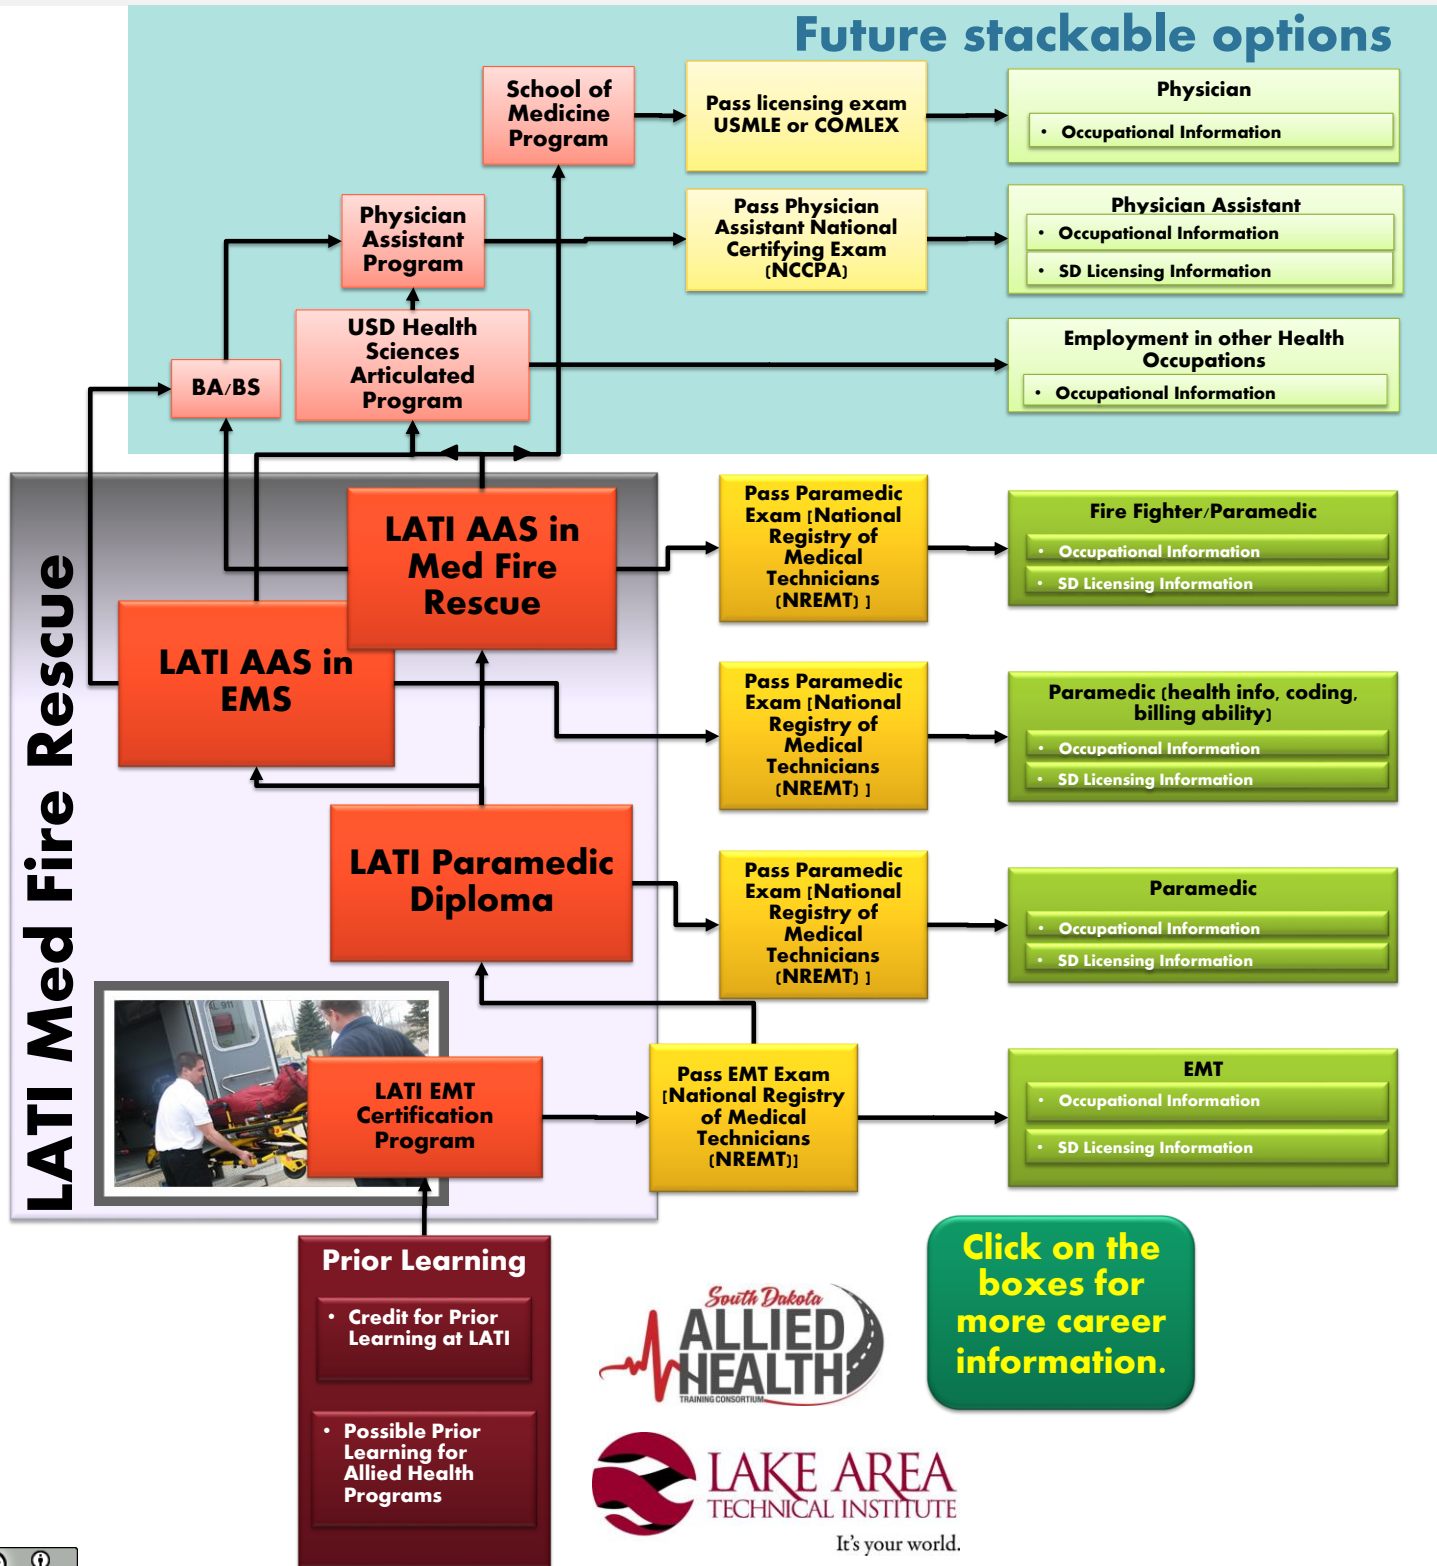 Future stackable options
School of
Medicine
Program
Pass licensing exam
USMLE or COMLEX
Physician
• Occupational Information
Physician
Assistant
Program
Pass Physician
Assistant National
Certifying Exam
(NCCPA)
Physician Assistant
• Occupational Information
• SD Licensing Information
USD Health
Sciences
Articulated
Program
BA/BS
Employment in other Health
Occupations
• Occupational Information
LATI Med Fire Rescue
LATI AAS in
Med Fire
Rescue
Pass Paramedic
Exam [National
Registry of
Medical
Technicians
(NREMT) ]
Fire Fighter/Paramedic
• Occupational Information
• SD Licensing Information
LATI AAS in
EMS
Pass Paramedic
Exam [National
Registry of
Medical
Technicians
(NREMT) ]
Paramedic (health info, coding,
billing ability)
• Occupational Information
• SD Licensing Information
LATI Paramedic
Diploma
Pass Paramedic
Exam [National
Registry of
Medical
Technicians
(NREMT) ]
Paramedic
• Occupational Information
• SD Licensing Information
LATI EMT
Certification
Program
Pass EMT Exam
[National Registry
of Medical
Technicians
(NREMT)]
EMT
• Occupational Information
• SD Licensing Information
Prior Learning
• Credit for Prior
Learning at LATI
• Possible Prior
Learning for
Allied Health
Programs
South Dakota
ALLIED
HEALTH
TRAINING CONSORTIUM
Click on the
boxes for
more career
information.
LAKE AREA
TECHNICAL INSTITUTE
It's your world.